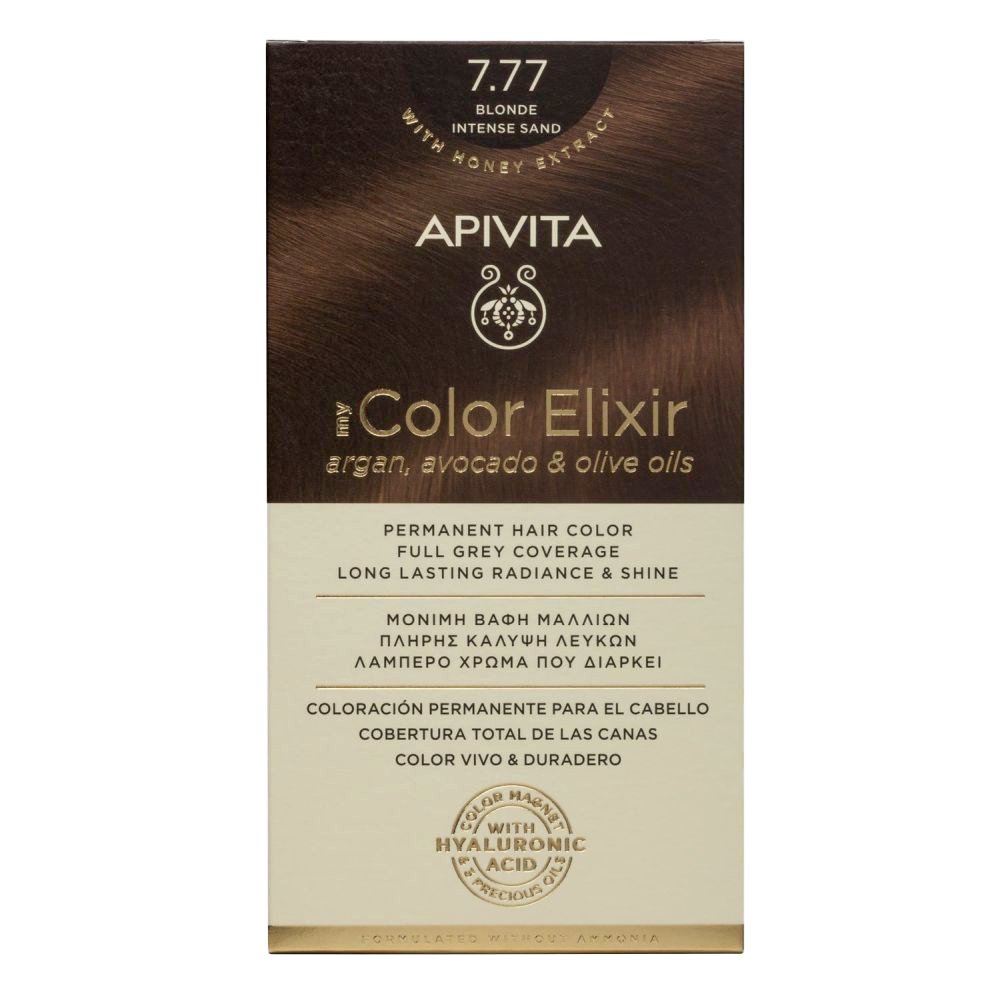 7.77
BLONDE
INTENSE SAND
WITH HONEY EXTRACT
APIVITA
my Color Elixir
argan, avocado & olive oils
PERMANENT HAIR COLOR
FULL GREY COVERAGE
LONG LASTING RADIANCE & SHINE
ΜΟΝΙΜΗ ΒΑΦΗ ΜΑΛΛΙΩΝ
ΠΛΗΡΗΣ ΚΑΛΥΨΗ ΛΕΥΚΩΝ
ΛΑΜΠΕΡΟ ΧΡΩΜΑ ΠΟΥ ΔΙΑΡΚΕΙ
COLORACIÓN PERMANENTE PARA EL CABELLO
COBERTURA TOTAL DE LAS CANAS
COLOR VIVO & DURADERO
COLOR MAGNET
WITH
HYALURONIC
ACID
& 3 PRECIOUS OILS
FORMULATED WITHOUT AMMONIA